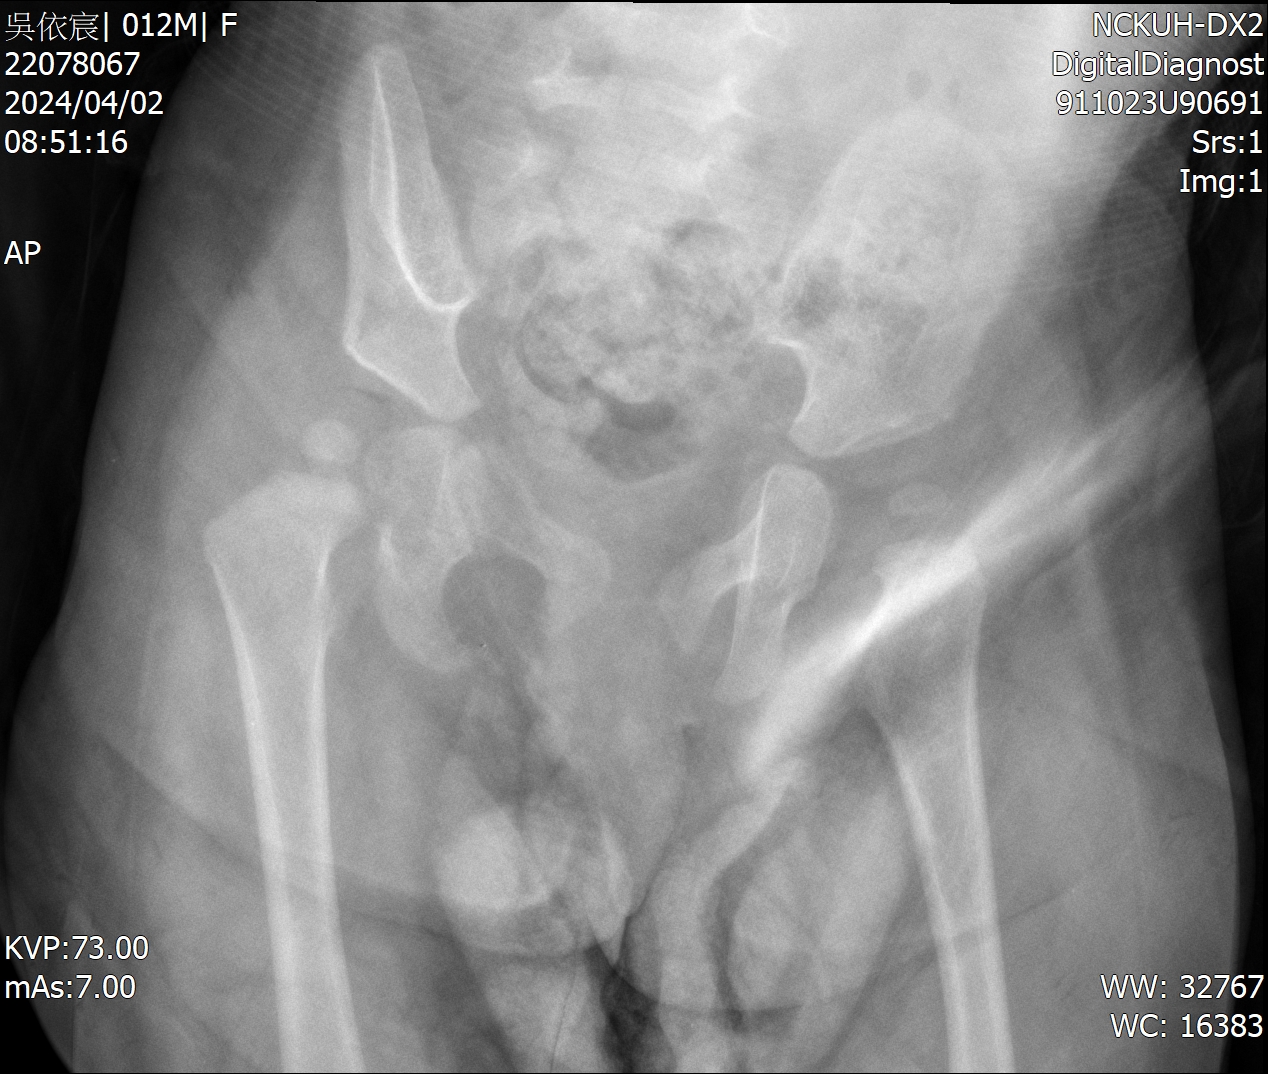 吳依宸| 012M| F
22078067
2024/04/02
08:51:16
AP
NCKUH-DX2
DigitalDiagnost
911023U90691
Srs:1
Img:1
KVP:73.00
mAs:7.00
WW: 32767
WC: 16383